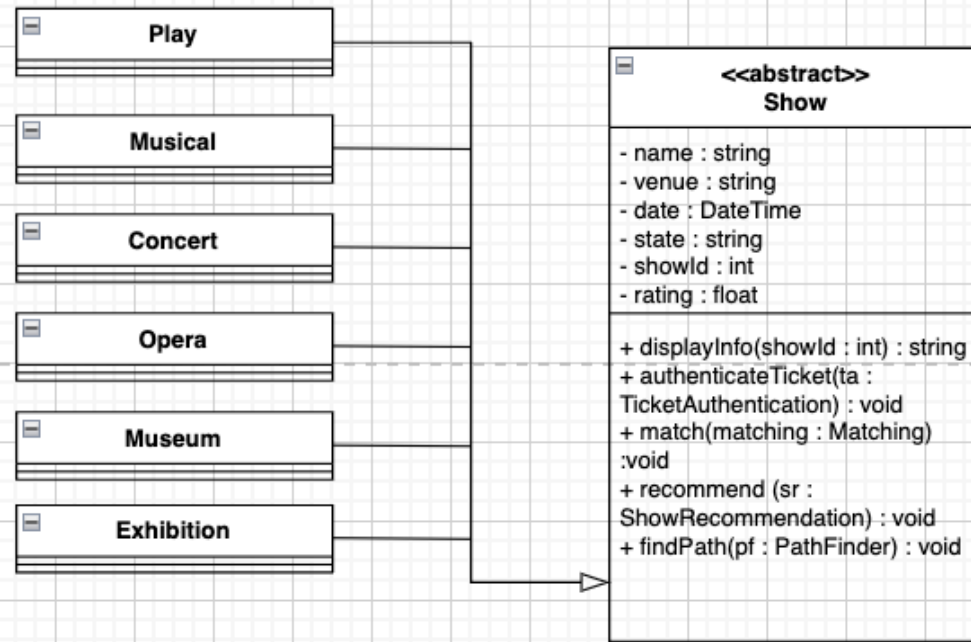 Play
Musical
Concert
Opera
Museum
Exhibition
<<abstract>>
Show
- name : string
- venue : string
- date : DateTime
- state : string
- showId : int
- rating : float
+ displayInfo(showId : int) : string
+ authenticateTicket(ta :
TicketAuthentication) : void
+ match(matching : Matching)
:void
+ recommend (sr :
ShowRecommendation) : void
+ findPath(pf : PathFinder) : void